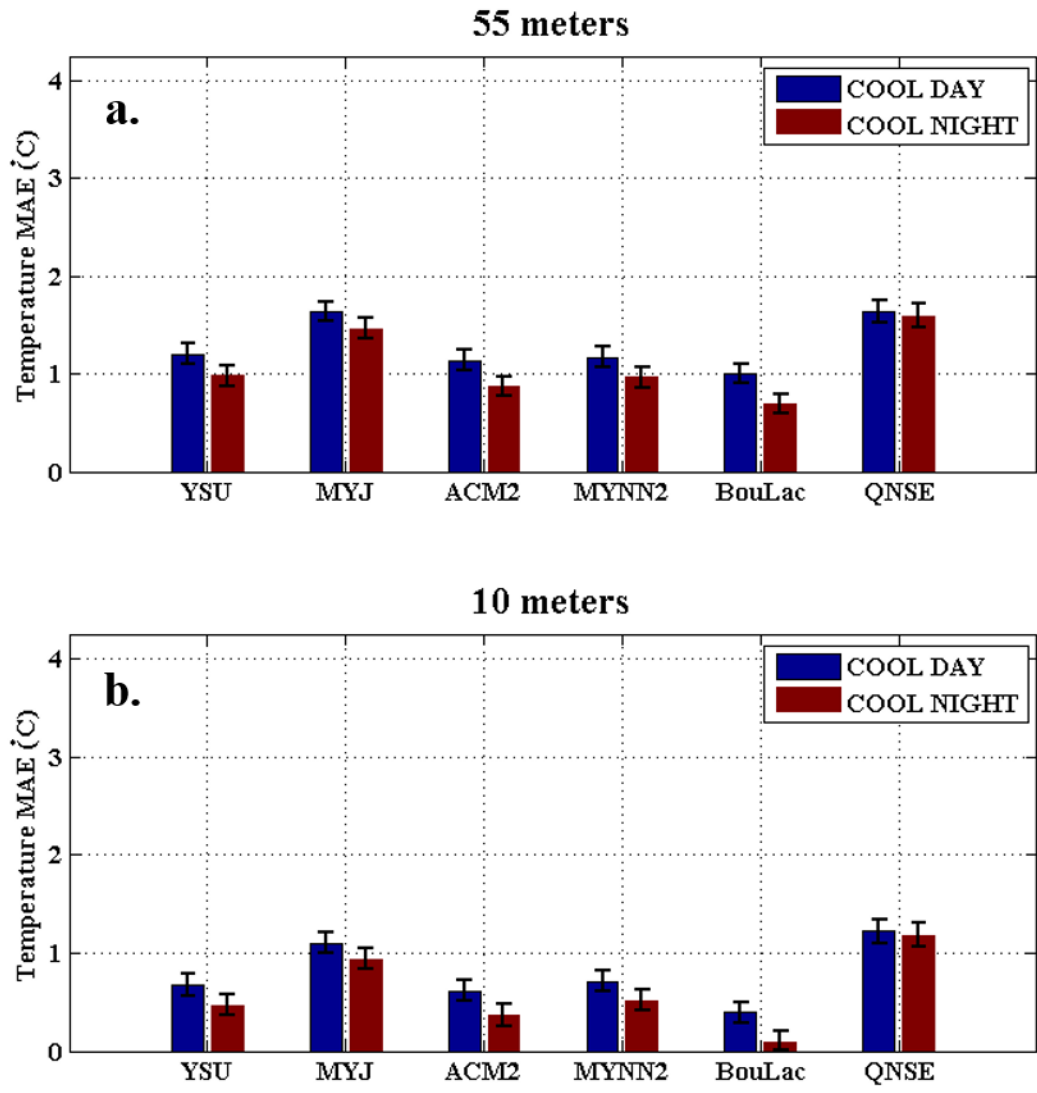 55 meters
a.
COOL DAY
COOL NIGHT
Temperature MAE (°C)
4
3
2
1
0
YSU MYJ ACM2 MYNN2 BouLac QNSE
10 meters
b.
COOL DAY
COOL NIGHT
Temperature MAE (°C)
4
3
2
1
0
YSU MYJ ACM2 MYNN2 BouLac QNSE